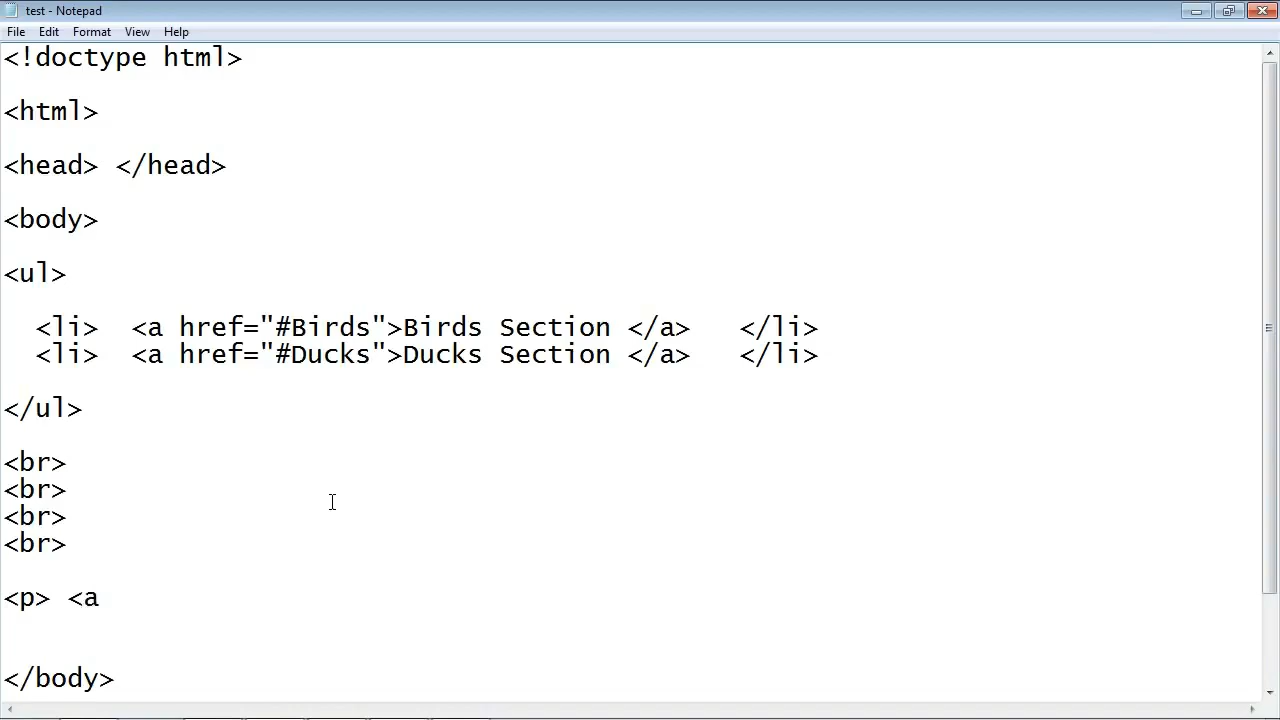 test - Notepad
File Edit Format View Help
<!doctype html>
<html>
<head> </head>
<body>
<ul>
<li> <a href="#Birds">Birds Section </a> </li>
<li> <a href="#Ducks">Ducks Section </a> </li>
</ul>
<br>
<br>
<br>
<br>
<p> <a
</body>